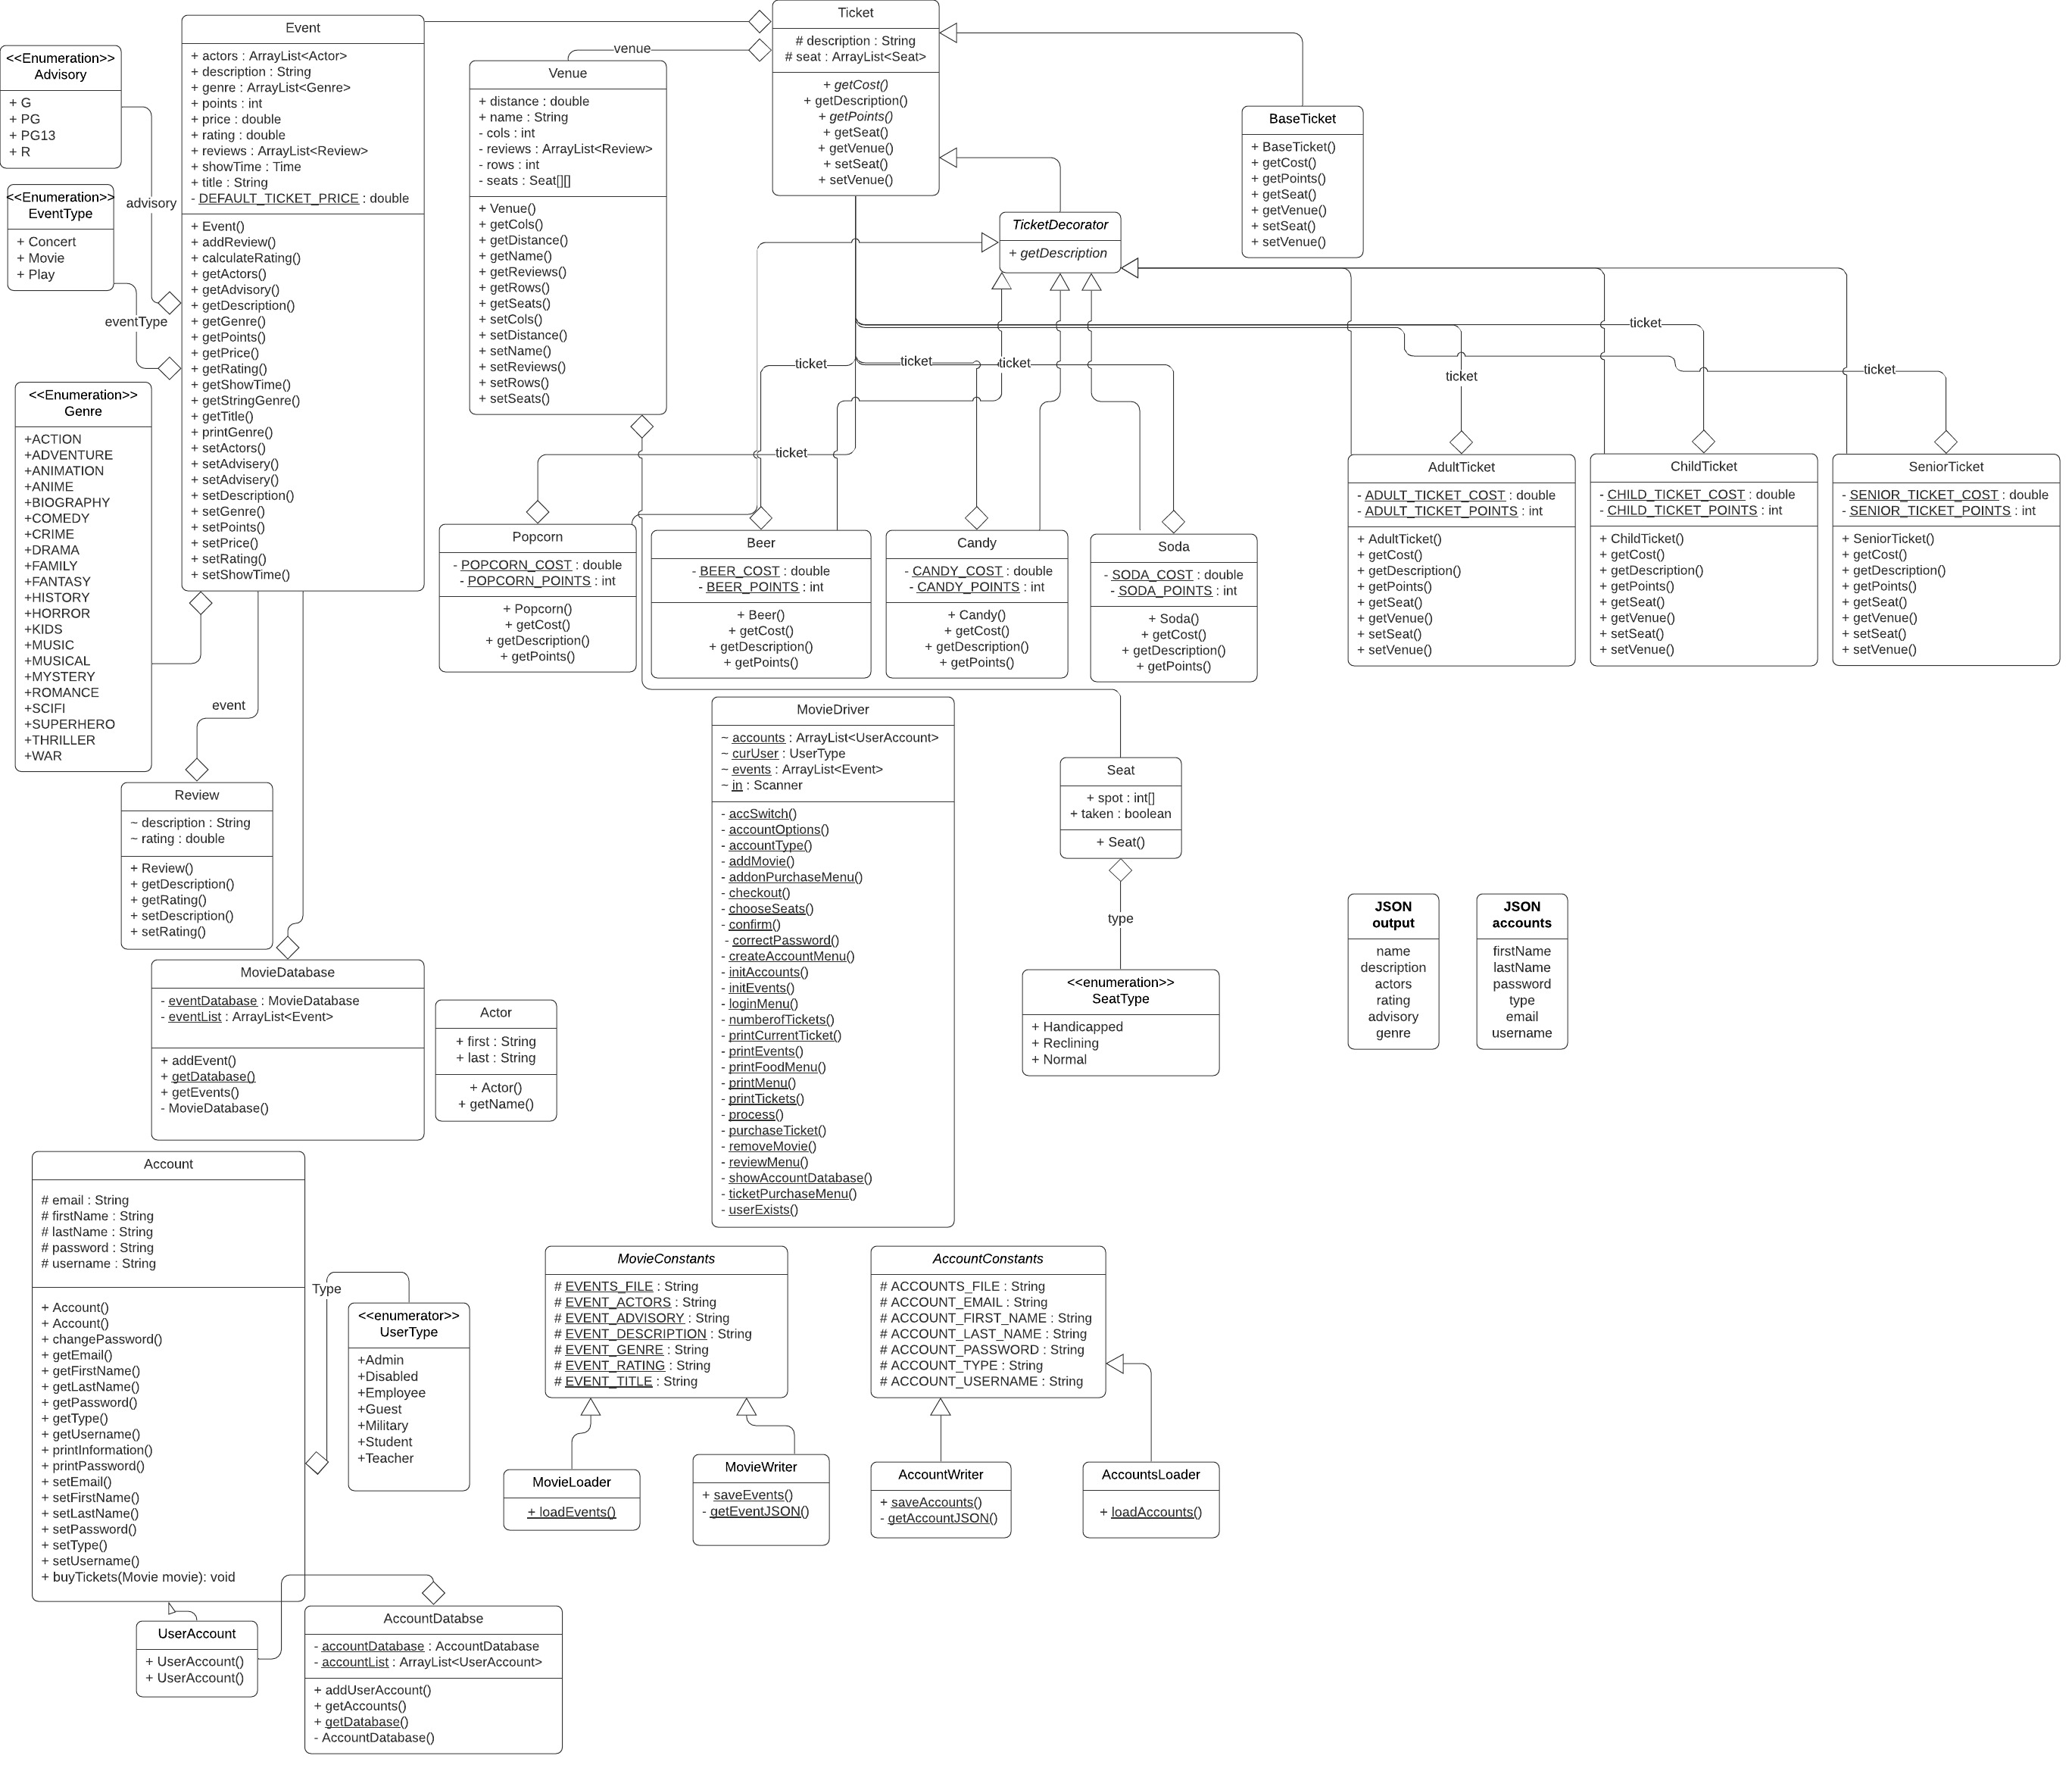 <<Enumeration>>
Advisory
+ G
+ PG
+ PG13
+ R
<<Enumeration>>
EventType
+ Concert
+ Movie
+ Play
<<Enumeration>>
Genre
+ACTION
+ADVENTURE
+ANIMATION
+ANIME
+BIOGRAPHY
+COMEDY
+CRIME
+DRAMA
+FAMILY
+FANTASY
+HISTORY
+HORROR
+KIDS
+MUSIC
+MUSICAL
+MYSTERY
+ROMANCE
+SCIFI
+SUPERHERO
+THRILLER
+WAR
advisory
eventType
Event
+ actors : ArrayList<Actor>
+ description : String
+ genre : ArrayList<Genre>
+ points : int
+ price : double
+ rating : double
+ reviews : ArrayList<Review>
+ showTime : Time
+ title : String
- DEFAULT_TICKET_PRICE : double
+ Event()
+ addReview()
+ calculateRating()
+ getActors()
+ getAdvisory()
+ getDescription()
+ getGenre()
+ getPoints()
+ getPrice()
+ getRating()
+ getShowTime()
+ getStringGenre()
+ getTitle()
+ printGenre()
+ setActors()
+ setAdvisery()
+ setAdvisery()
+ setDescription()
+ setGenre()
+ setPoints()
+ setPrice()
+ setRating()
+ setShowTime()
venue
Venue
+ distance : double
+ name : String
- cols : int
- reviews : ArrayList<Review>
- rows : int
- seats : Seat[][]
+ Venue()
+ getCols()
+ getDistance()
+ getName()
+ getReviews()
+ getRows()
+ getSeats()
+ setCols()
+ setDistance()
+ setName()
+ setReviews()
+ setRows()
+ setSeats()
Ticket
# description : String
# seat : ArrayList<Seat>
+ getCost()
+ getDescription()
+ getPoints()
+ getSeat()
+ getVenue()
+ setSeat()
+ setVenue()
TicketDecorator
+ getDescription
BaseTicket
+ BaseTicket()
+ getCost()
+ getPoints()
+ getSeat()
+ getVenue()
+ setSeat()
+ setVenue()
ticket
ticket
ticket
ticket
ticket
ticket
ticket
Popcorn
- POPCORN_COST : double
- POPCORN_POINTS : int
+ Popcorn()
+ getCost()
+ getDescription()
+ getPoints()
Beer
- BEER_COST : double
- BEER_POINTS : int
+ Beer()
+ getCost()
+ getDescription()
+ getPoints()
Candy
- CANDY_COST : double
- CANDY_POINTS : int
+ Candy()
+ getCost()
+ getDescription()
+ getPoints()
Soda
- SODA_COST : double
- SODA_POINTS : int
+ Soda()
+ getCost()
+ getDescription()
+ getPoints()
AdultTicket
- ADULT_TICKET_COST : double
- ADULT_TICKET_POINTS : int
+ AdultTicket()
+ getCost()
+ getDescription()
+ getPoints()
+ getSeat()
+ getVenue()
+ setSeat()
+ setVenue()
ChildTicket
- CHILD_TICKET_COST : double
- CHILD_TICKET_POINTS : int
+ ChildTicket()
+ getCost()
+ getDescription()
+ getPoints()
+ getSeat()
+ getVenue()
+ setSeat()
+ setVenue()
SeniorTicket
- SENIOR_TICKET_COST : double
- SENIOR_TICKET_POINTS : int
+ SeniorTicket()
+ getCost()
+ getDescription()
+ getPoints()
+ getSeat()
+ getVenue()
+ setSeat()
+ setVenue()
event
Review
~ description : String
~ rating : double
+ Review()
+ getDescription()
+ getRating()
+ setDescription()
+ setRating()
MovieDatabase
- eventDatabase : MovieDatabase
- eventList : ArrayList<Event>
+ addEvent()
+ getDatabase()
+ getEvents()
- MovieDatabase()
Actor
+ first : String
+ last : String
+ Actor()
+ getName()
MovieDriver
~ accounts : ArrayList<UserAccount>
~ curUser : UserType
~ events : ArrayList<Event>
~ in : Scanner
- accSwitch()
- accountOptions()
- accountType()
- addMovie()
- addonPurchaseMenu()
- checkout()
- chooseSeats()
- confirm()
- correctPassword()
- createAccountMenu()
- initAccounts()
- initEvents()
- loginMenu()
- numberofTickets()
- printCurrentTicket()
- printEvents()
- printFoodMenu()
- printMenu()
- printTickets()
- process()
- purchaseTicket()
- removeMovie()
- reviewMenu()
- showAccountDatabase()
- ticketPurchaseMenu()
- userExists()
Seat
+ spot : int[]
+ taken : boolean
+ Seat()
type
<<enumeration>>
SeatType
+ Handicapped
+ Reclining
+ Normal
JSON
output
name
description
actors
rating
advisory
genre
JSON
accounts
firstName
lastName
password
type
email
username
Account
# email : String
# firstName : String
# lastName : String
# password : String
# username : String
+ Account()
+ Account()
+ changePassword()
+ getEmail()
+ getFirstName()
+ getLastName()
+ getPassword()
+ getType()
+ getUsername()
+ printInformation()
+ printPassword()
+ setEmail()
+ setFirstName()
+ setLastName()
+ setPassword()
+ setType()
+ setUsername()
+ buyTickets(Movie movie): void
Type
<<enumerator>>
UserType
+Admin
+Disabled
+Employee
+Guest
+Military
+Student
+Teacher
MovieConstants
# EVENTS_FILE : String
# EVENT_ACTORS : String
# EVENT_ADVISORY : String
# EVENT_DESCRIPTION : String
# EVENT_GENRE : String
# EVENT_RATING : String
# EVENT_TITLE : String
AccountConstants
# ACCOUNTS_FILE : String
# ACCOUNT_EMAIL : String
# ACCOUNT_FIRST_NAME : String
# ACCOUNT_LAST_NAME : String
# ACCOUNT_PASSWORD : String
# ACCOUNT_TYPE : String
# ACCOUNT_USERNAME : String
MovieLoader
+ loadEvents()
MovieWriter
+ saveEvents()
- getEventJSON()
AccountWriter
+ saveAccounts()
- getAccountJSON()
AccountsLoader
+ loadAccounts()
UserAccount
+ UserAccount()
+ UserAccount()
AccountDatabse
- accountDatabase : AccountDatabase
- accountList : ArrayList<UserAccount>
+ addUserAccount()
+ getAccounts()
+ getDatabase()
- AccountDatabase()